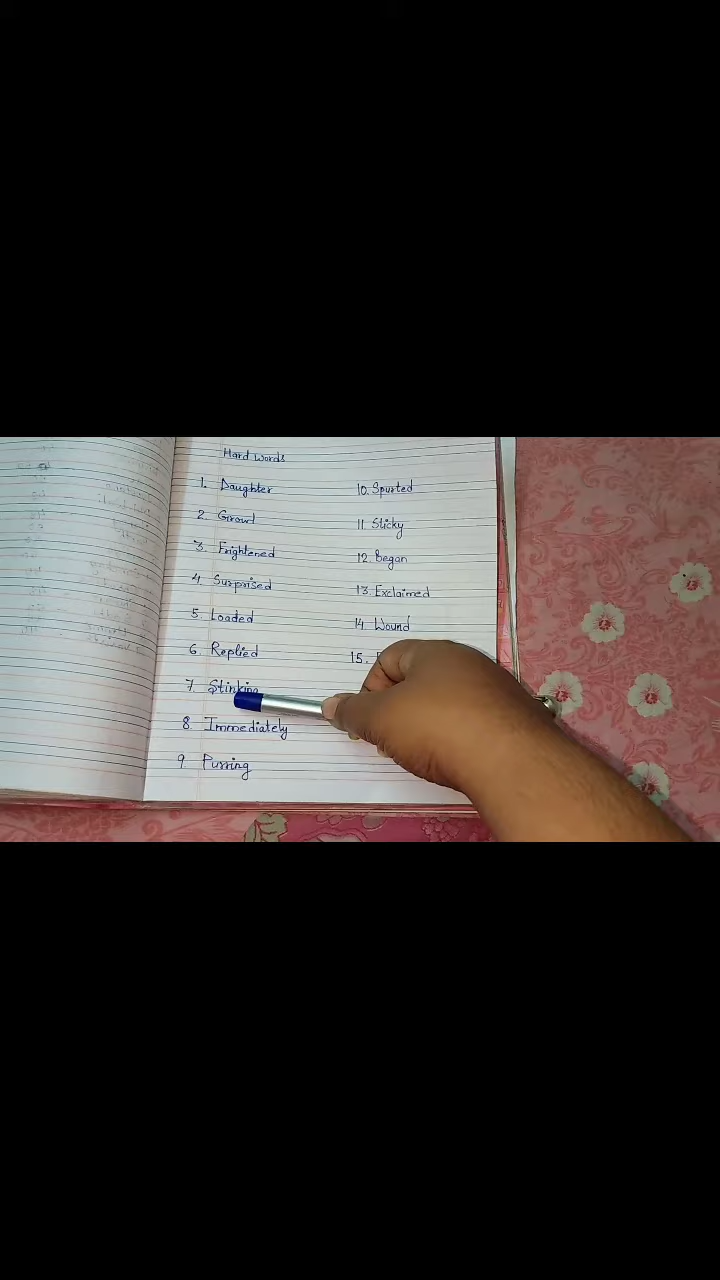 Hard Words
1. Daughter
2. Growl
3. Frightened
4. Surprised
5. Loaded
6. Replied
7. Stinking
8. Immediately
9. Purring
10. Spurted
11. Sticky
12. Began
13. Exclaimed
14. Wound
15.